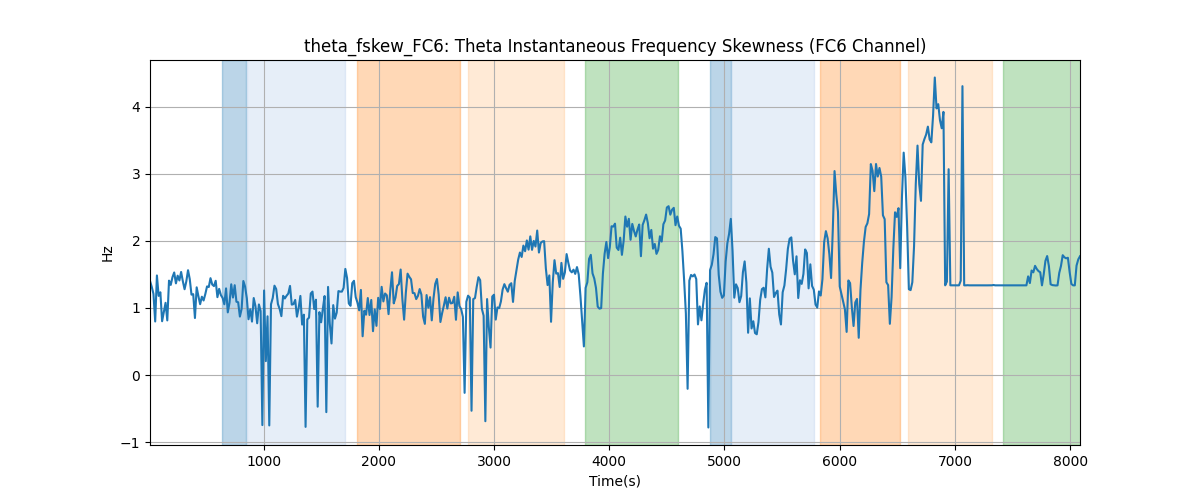 theta_fskew_FC6: Theta Instantaneous Frequency Skewness (FC6 Channel)
Hz
4
3
2
1
0
−1
1000 2000 3000 4000 5000 6000 7000 8000
Time(s)